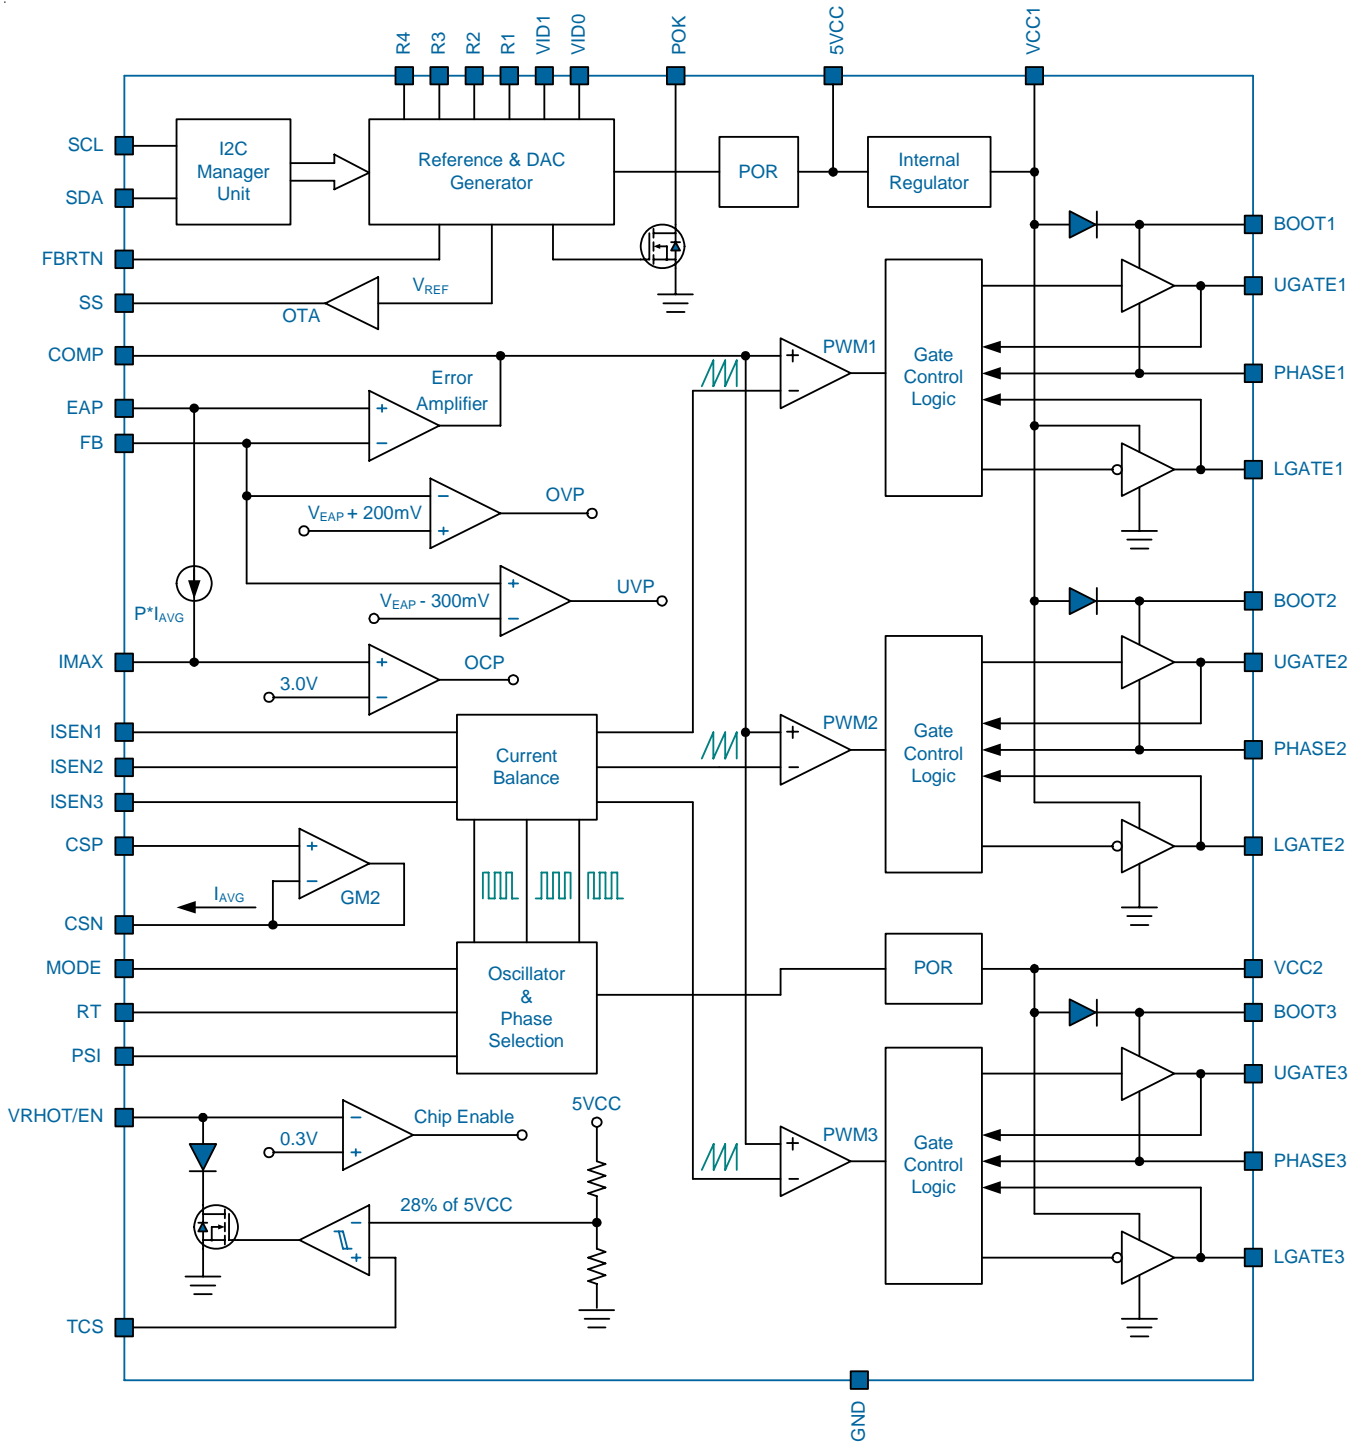 R4
R3
R2
R1
VID1
VID0
POK
5VCC
VCC1
SCL
SDA
I2C
Manager
Unit
Reference & DAC
Generator
POR
Internal
Regulator
BOOT1
FBRTN
SS
OTA
VREF
UGATE1
COMP
PWM1
Gate
Control
Logic
PHASE1
EAP
Error
Amplifier
FB
LGATE1
VEAP + 200mV
OVP
P*IAVG
VEAP - 300mV
UVP
BOOT2
IMAX
3.0V
OCP
UGATE2
ISEN1
ISEN2
ISEN3
Current
Balance
PWM2
Gate
Control
Logic
PHASE2
CSP
IAVG
GM2
CSN
LGATE2
MODE
RT
PSI
Oscillator
&
Phase
Selection
POR
VCC2
BOOT3
UGATE3
VRHOT/EN
0.3V
Chip Enable
5VCC
PWM3
Gate
Control
Logic
PHASE3
28% of 5VCC
LGATE3
TCS
GND